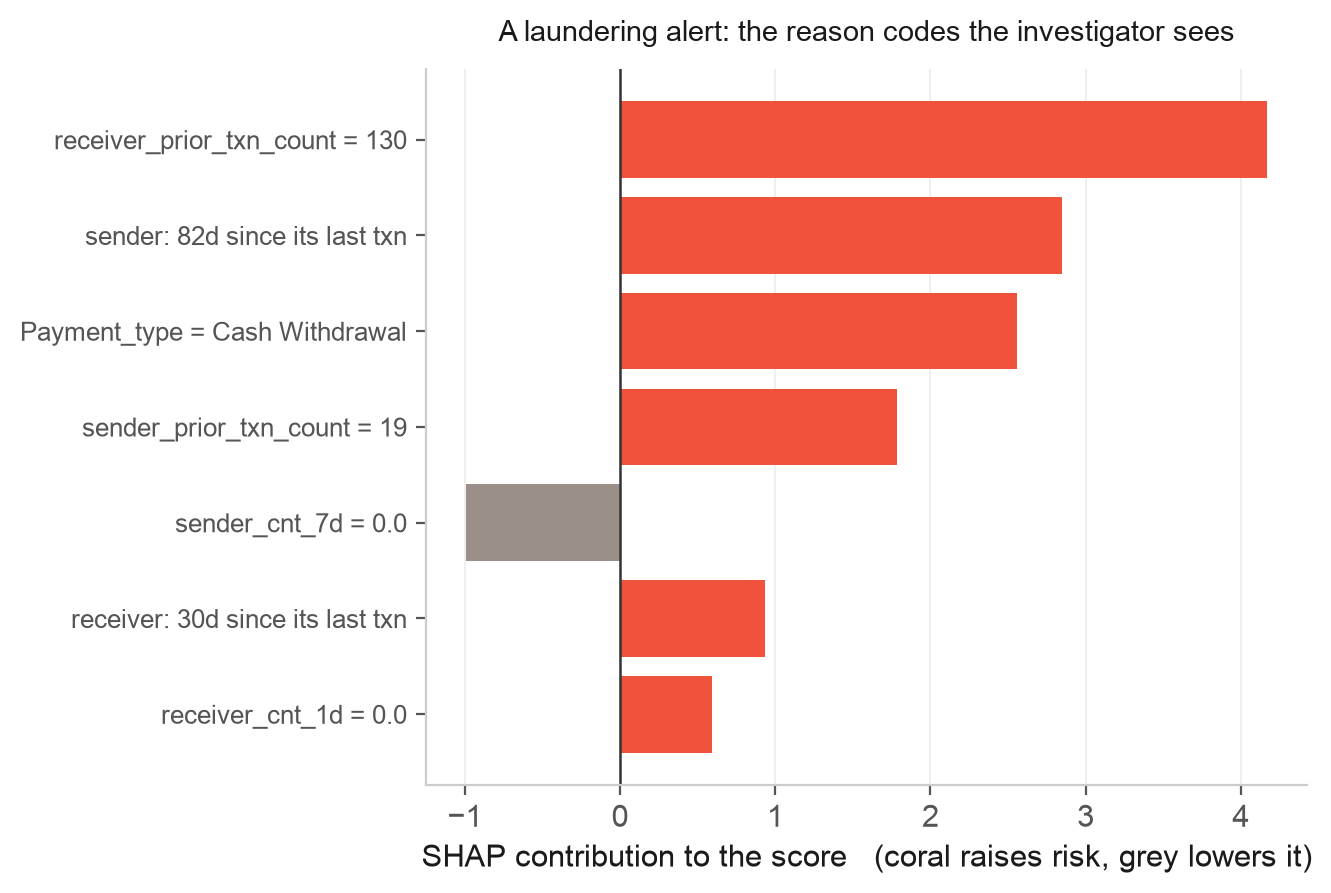 A laundering alert: the reason codes the investigator sees
receiver_prior_txn_count = 130
sender: 82d since its last txn
Payment_type = Cash Withdrawal
sender_prior_txn_count = 19
sender_cnt_7d = 0.0
receiver: 30d since its last txn
receiver_cnt_1d = 0.0
−1 0 1 2 3 4
SHAP contribution to the score (coral raises risk, grey lowers it)